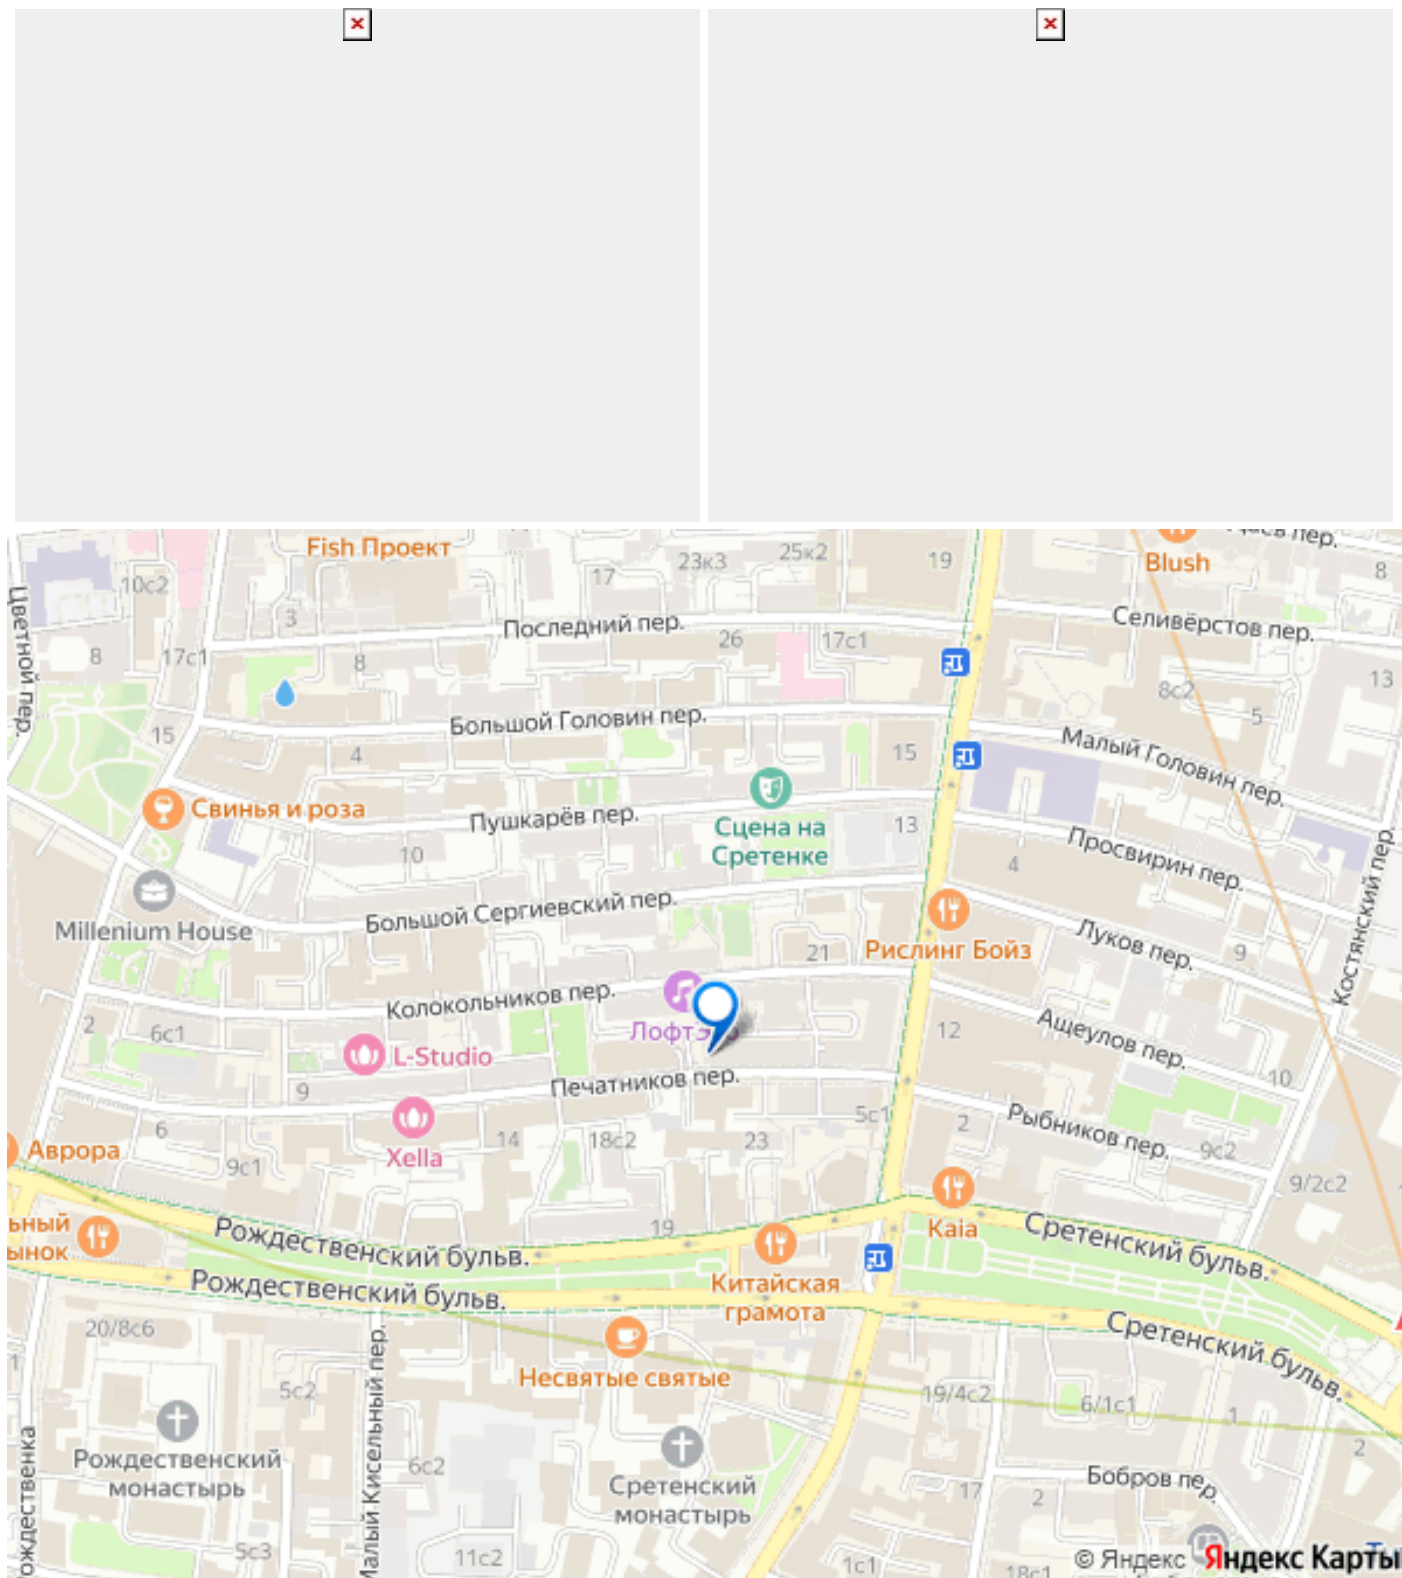 Fish Проект
23к3
25к2
19
Blush
8
10с2
17
Цветной пер.
3
Последний пер.
Селивёрстов пер.
8
17с1
8
26
17с1
13
8с2
5
Большой Головин пер.
15
4
15
Малый Головин пер.
Свинья и роза
Пушкарёв пер.
Сцена на
Сретенке
13
10
Просвирин пер.
4
Костянский пер.
Большой Сергиевский пер.
Millenium House
Рислинг Бойз
Луков пер.
9
21
Колокольников пер.
2
6с1
Лофт
12
Ащеулов пер.
L-Studio
9
Печатников пер.
10
5с1
2
Рыбников пер.
9с2
Аврора
6
9с1
Xella
14
18с2
23
9/2с2
19
ьный
ынок
Рождественский бульв.
Kaia
Сретенский бульв.
Рождественский бульв.
Китайская
грамота
20/8с6
Сретенский бульв.
1
5с2
Малый Кисельный пер.
Несвятые святые
19/4с2
6/1с1
1
2
Рождественский
монастырь
6с2
Сретенский
монастырь
17
2
Бобров пер.
ождественка
5с3
11с2
1с1
18с1
© Яндекс
Яндекс Карты